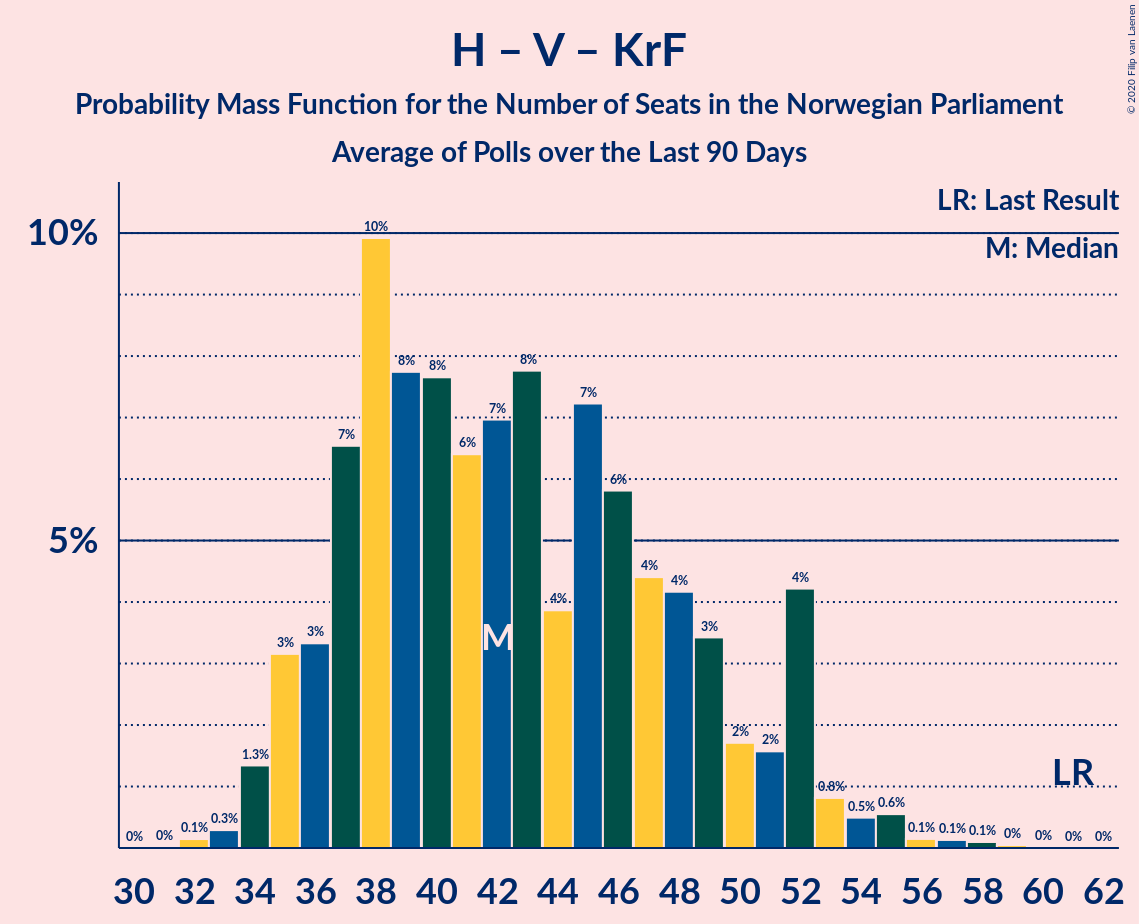 H – V – KrF
Probability Mass Function for the Number of Seats in the Norwegian Parliament
Average of Polls over the Last 90 Days
© 2020 Filip van Laenen
LR: Last Result
M: Median
10%
5%
0% 0% 0.1% 0.3% 1.3% 3% 3% 7% 10% 8% 8% 6% 7% 8% 4% 7% 6% 4% 4% 3% 2% 2% 4% 0.8% 0.5% 0.6% 0.1% 0.1% 0.1% 0% 0% 0% 0%
M
LR
30 32 34 36 38 40 42 44 46 48 50 52 54 56 58 60 62